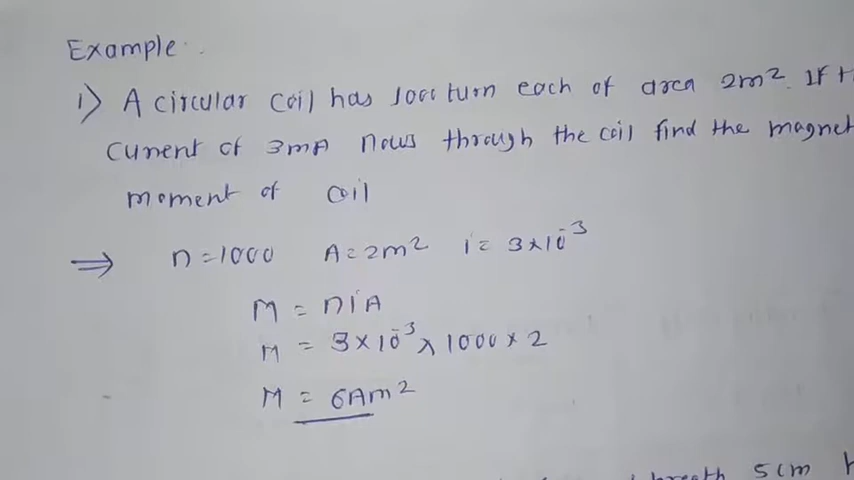 Example.
1) A circular coil has 1000 turn each of area 2m². If t
current of 3mA flows through the coil find the magnet
moment of coil
⇒ n = 1000 A = 2m² i = 3×10⁻³
M = niA
M = 3×10⁻³ × 1000 × 2
M = 6Am²
breath 5cm